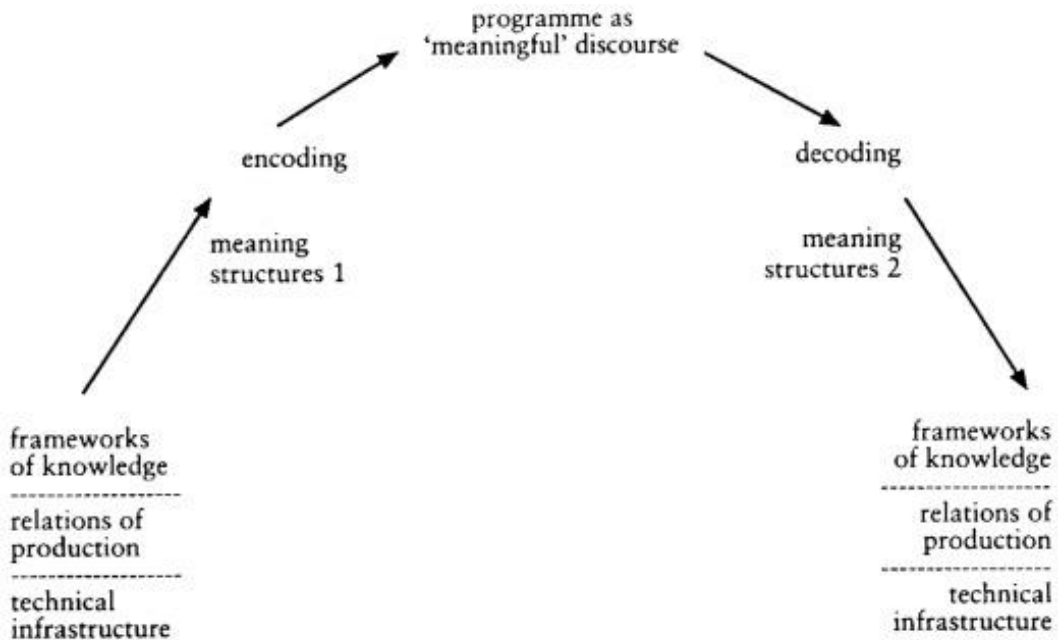 programme as
‘meaningful’ discourse
encoding
decoding
meaning
structures 1
meaning
structures 2
frameworks
of knowledge
relations of
production
technical
infrastructure
frameworks
of knowledge
relations of
production
technical
infrastructure